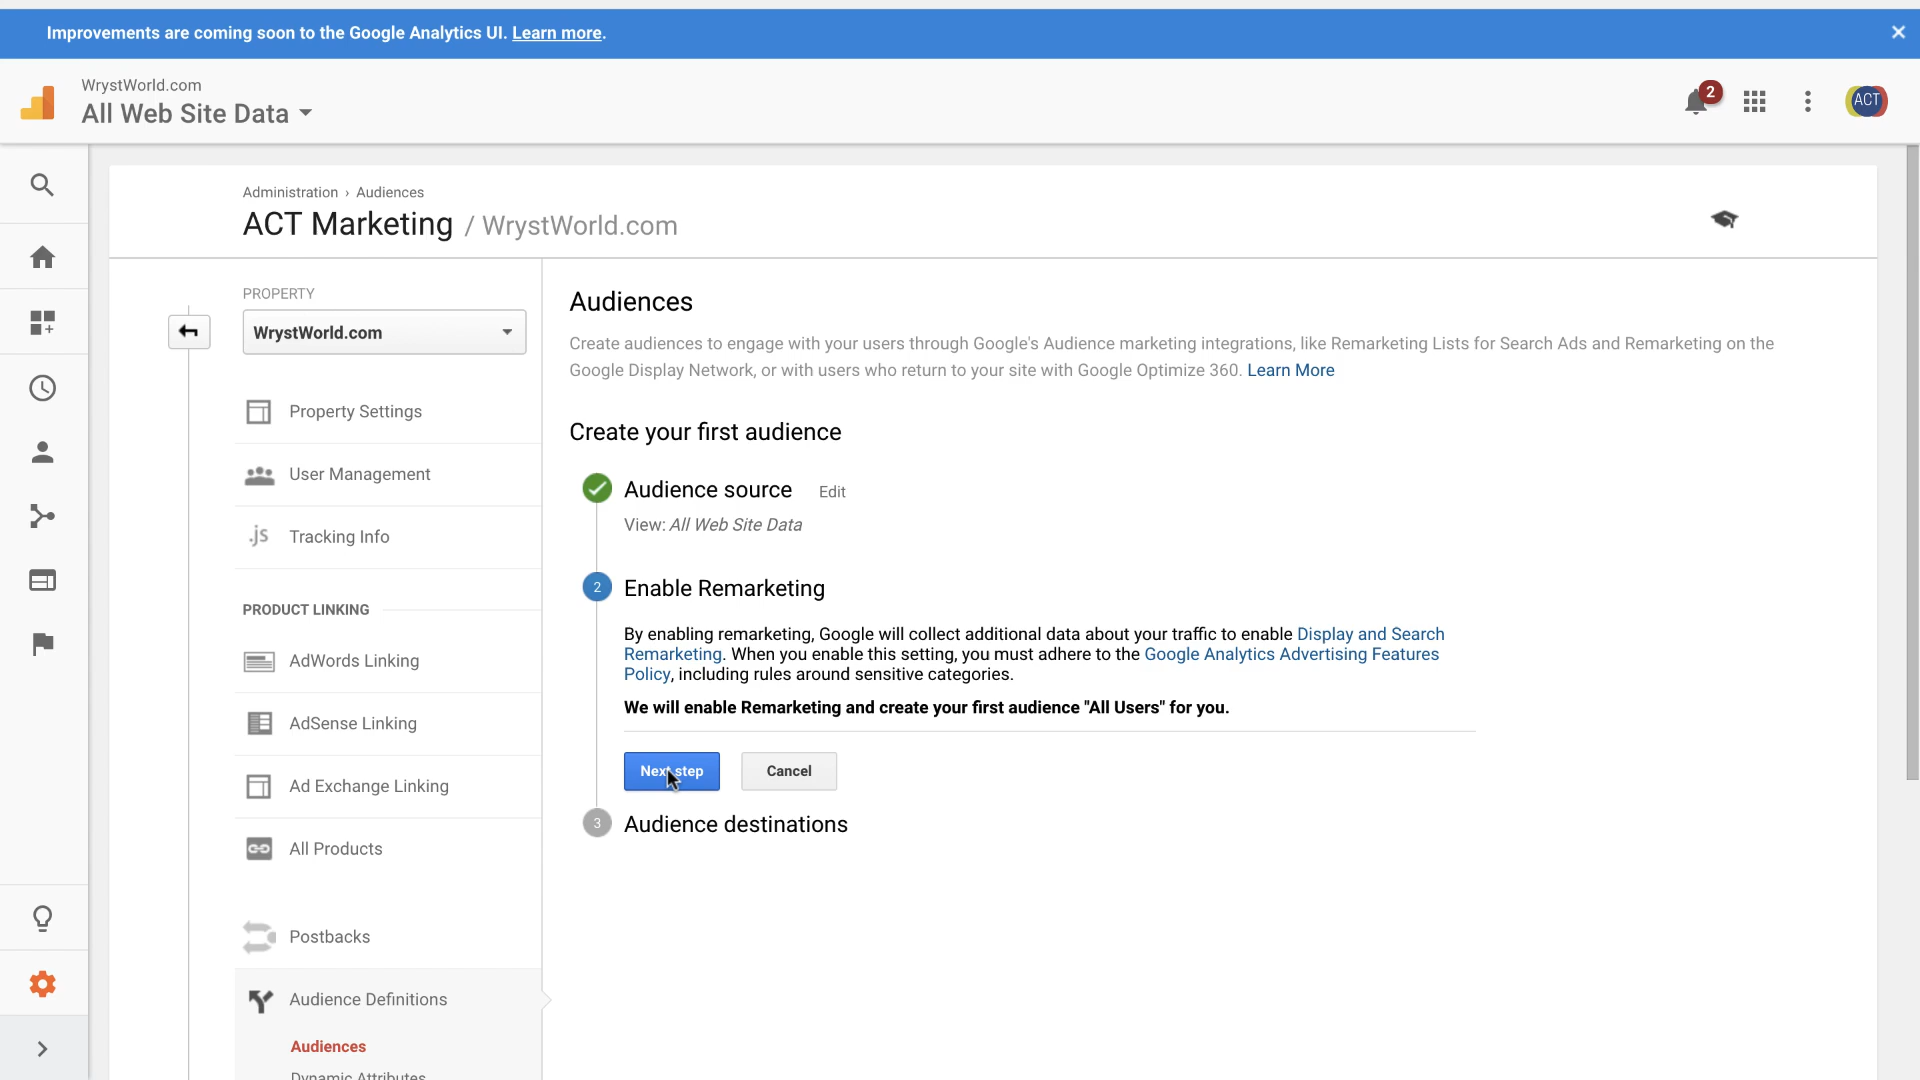 Improvements are coming soon to the Google Analytics UI. Learn more.
WrystWorld.com
All Web Site Data
2
ACT
Administration › Audiences
ACT Marketing / WrystWorld.com
PROPERTY
WrystWorld.com
Property Settings
User Management
.js Tracking Info
PRODUCT LINKING
AdWords Linking
AdSense Linking
Ad Exchange Linking
All Products
Postbacks
Audience Definitions
Audiences
Dynamic Attributes
Audiences
Create audiences to engage with your users through Google's Audience marketing integrations, like Remarketing Lists for Search Ads and Remarketing on the
Google Display Network, or with users who return to your site with Google Optimize 360. Learn More
Create your first audience
Audience source Edit
View: All Web Site Data
2 Enable Remarketing
By enabling remarketing, Google will collect additional data about your traffic to enable Display and Search
Remarketing. When you enable this setting, you must adhere to the Google Analytics Advertising Features
Policy, including rules around sensitive categories.
We will enable Remarketing and create your first audience "All Users" for you.
Next step Cancel
3 Audience destinations